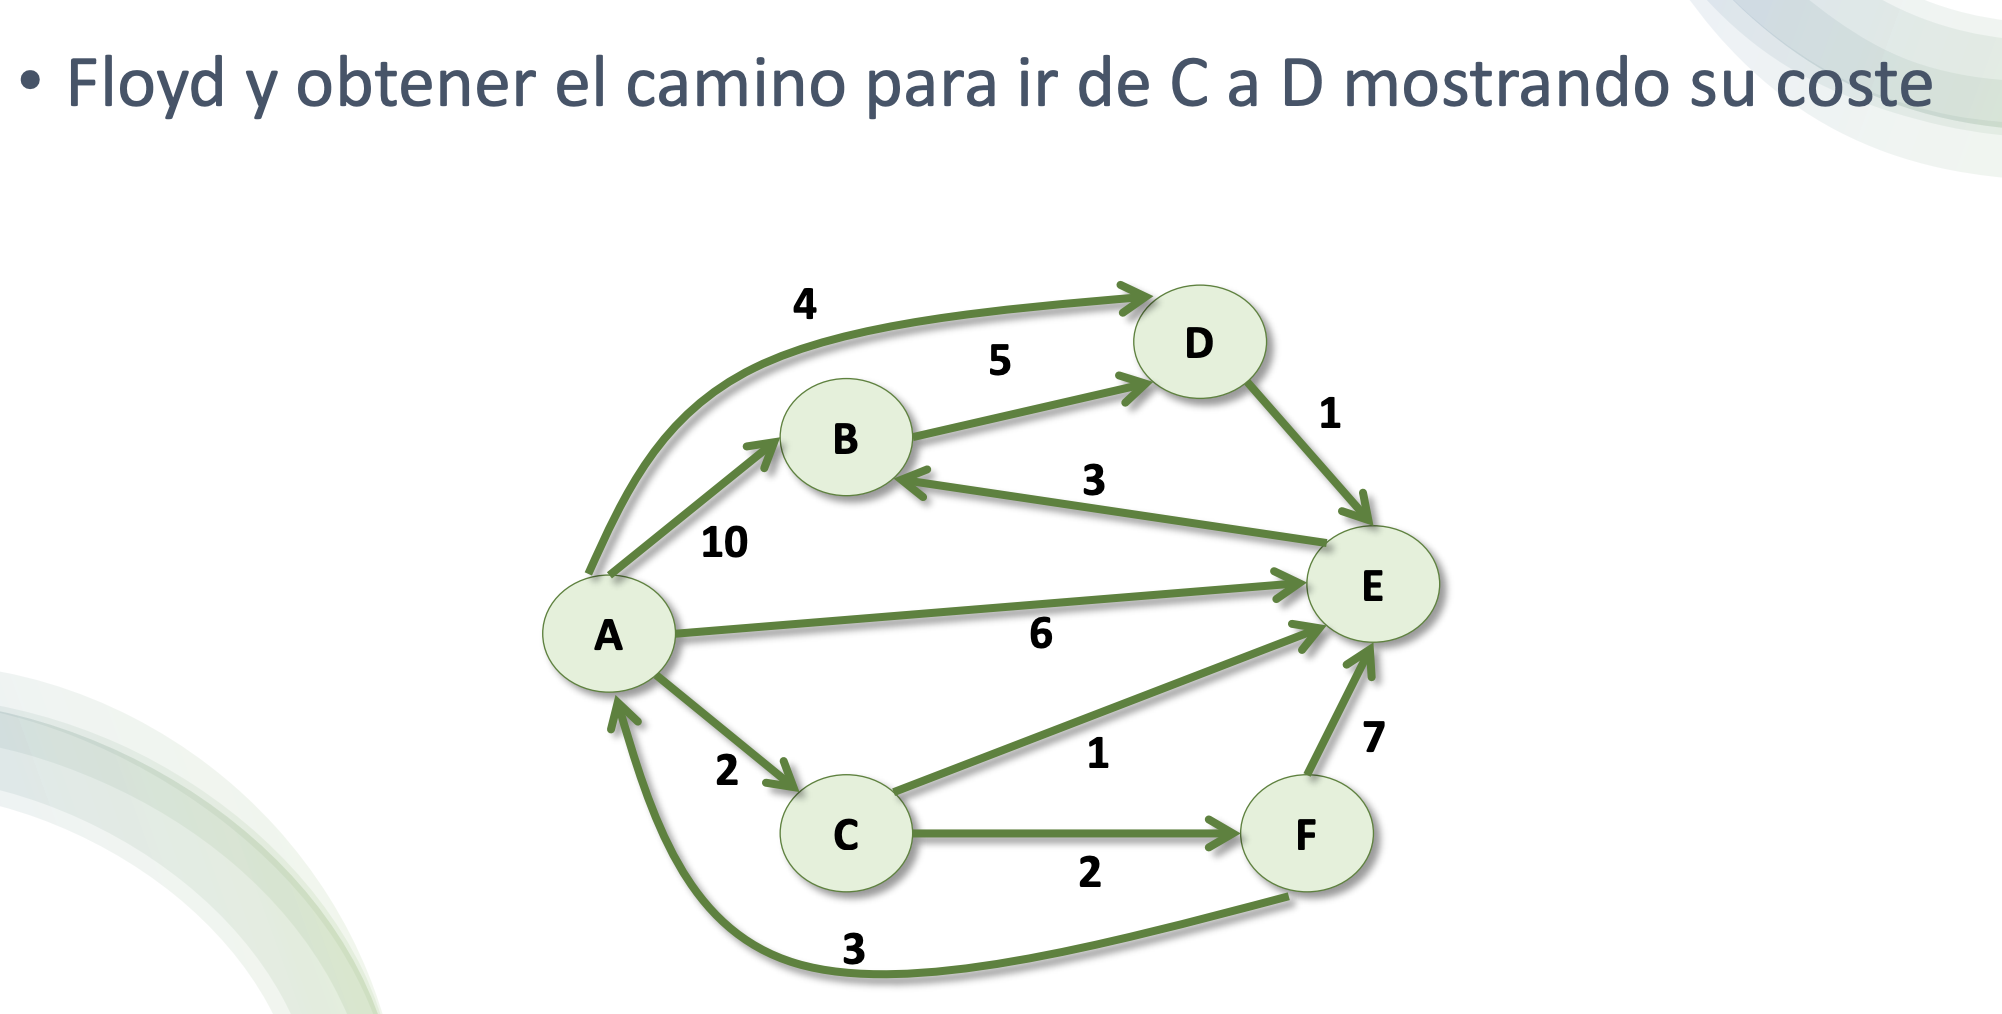 • Floyd y obtener el camino para ir de C a D mostrando su coste
4
D
5
1
B
3
10
E
A
6
7
2
1
C
F
2
3